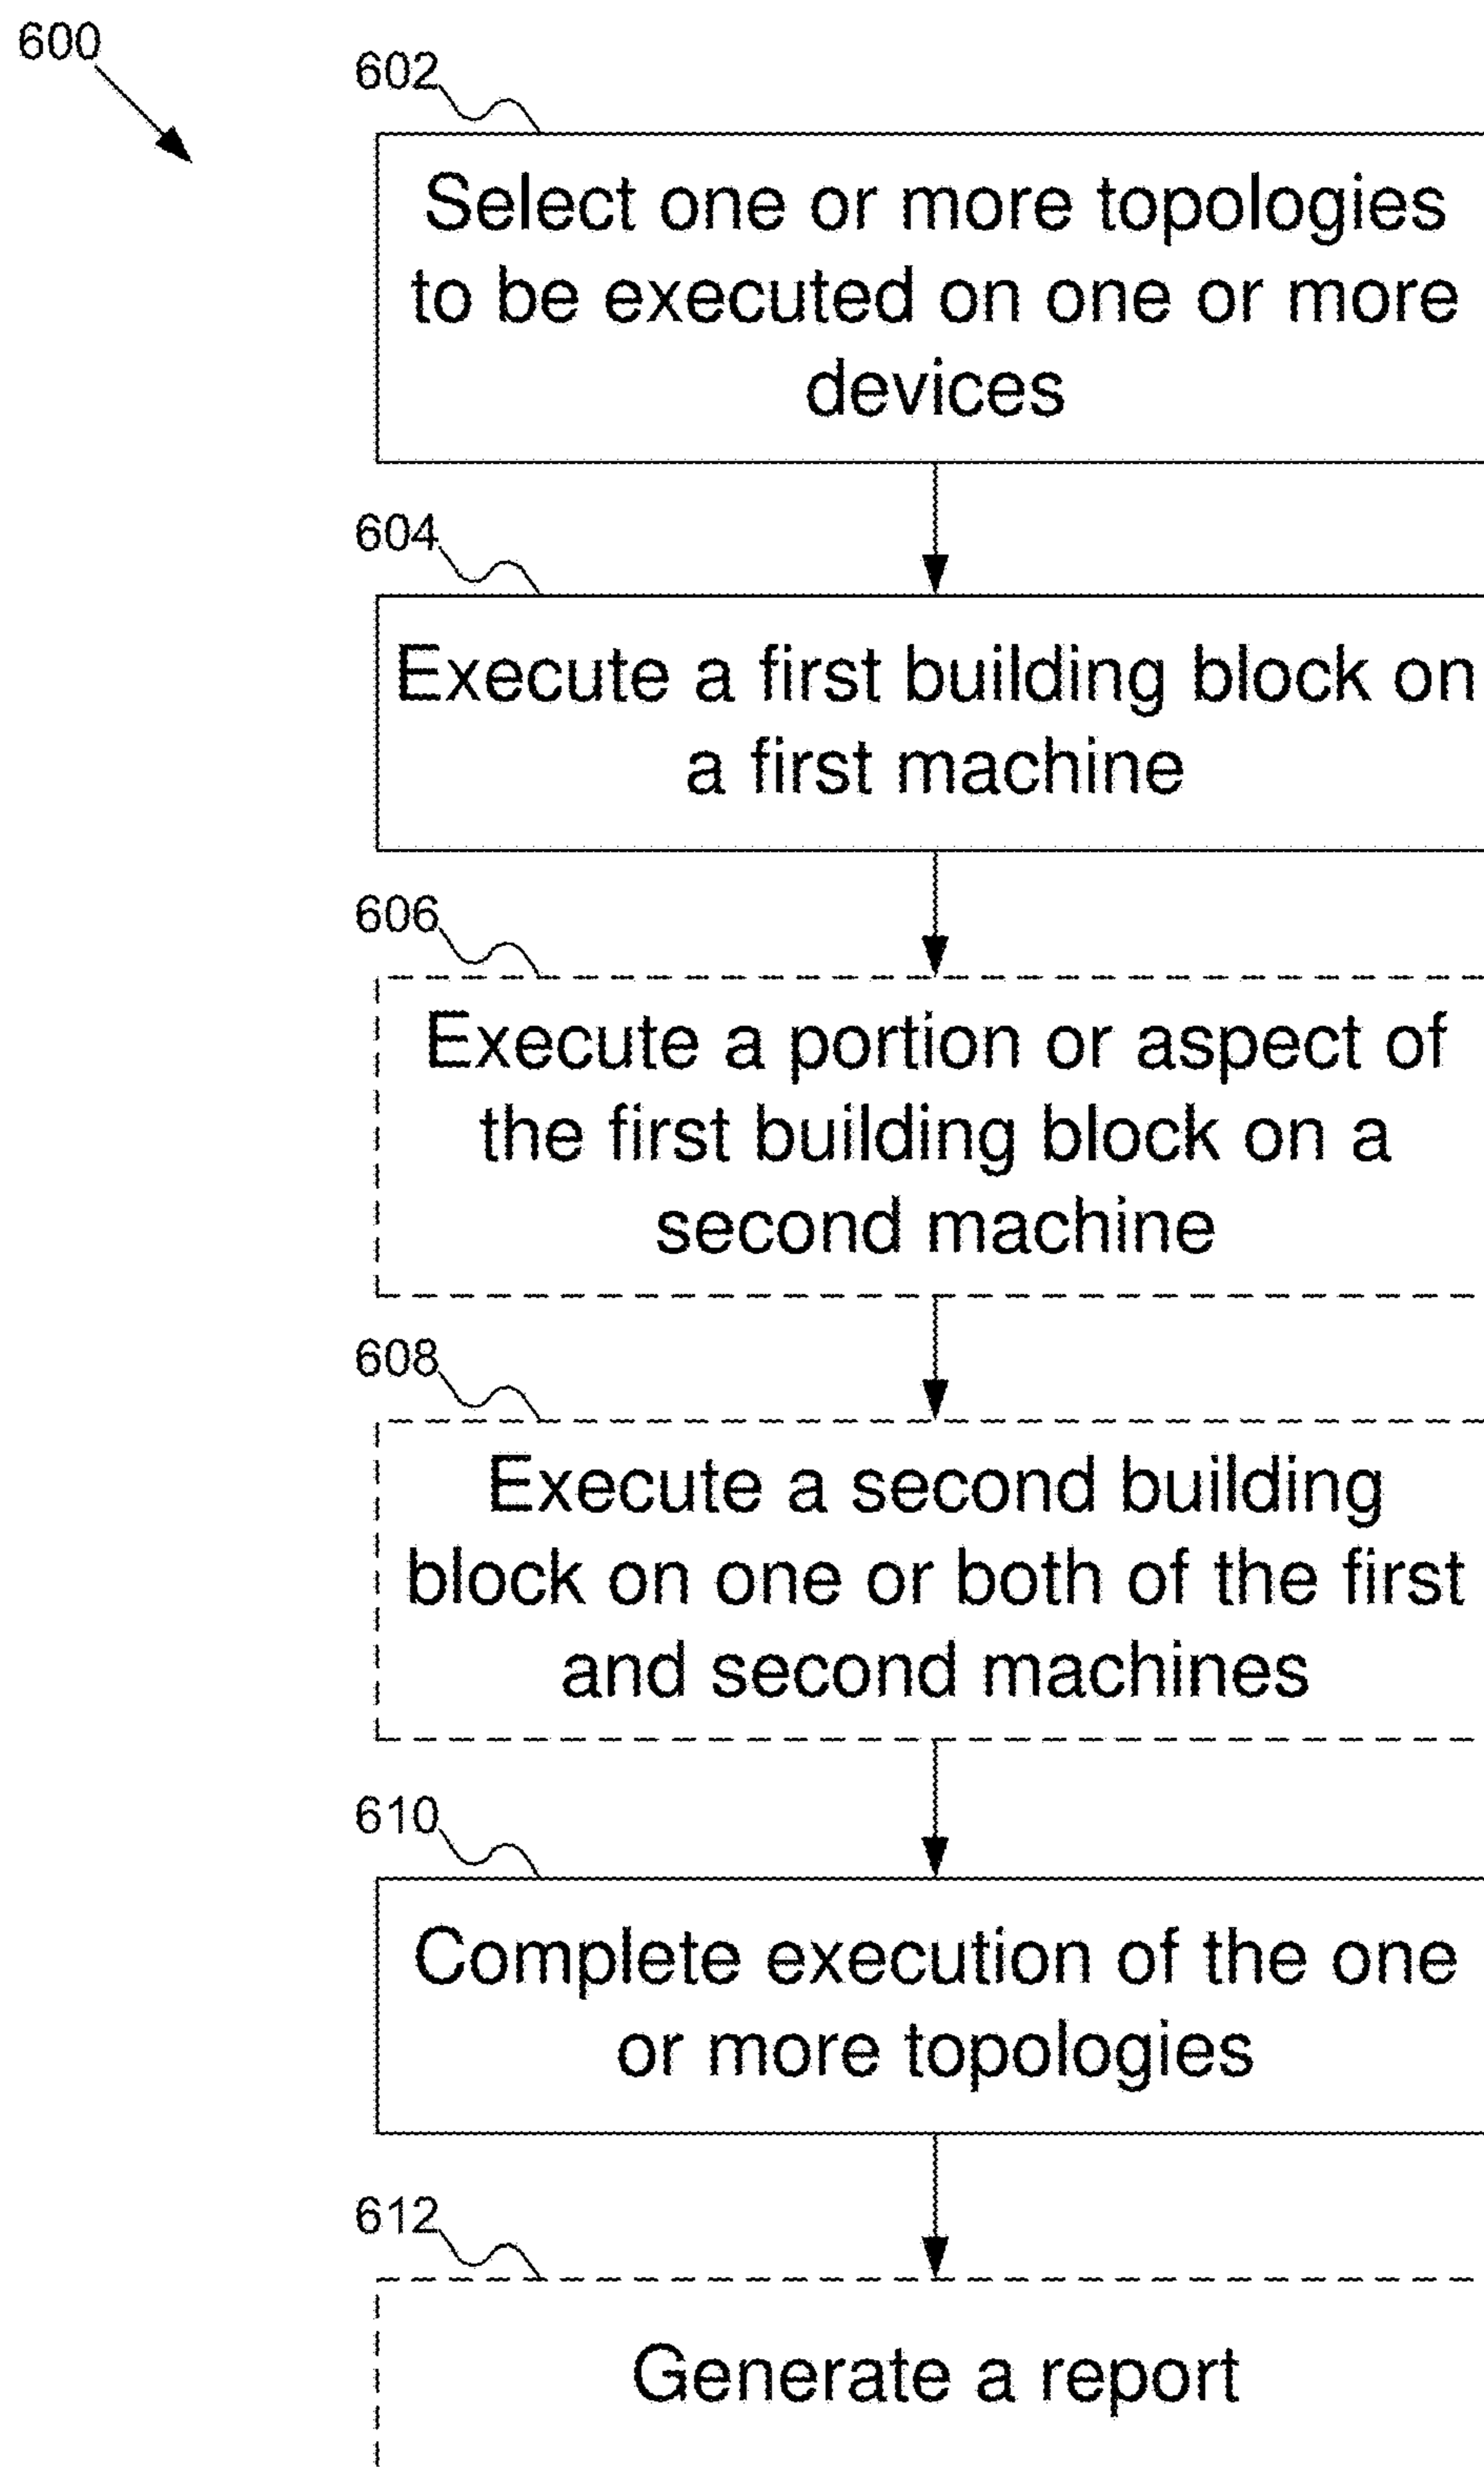 600
602
Select one or more topologies
to be executed on one or more
devices
604
Execute a first building block on
a first machine
606
Execute a portion or aspect of
the first building block on a
second machine
608
Execute a second building
block on one or both of the first
and second machines
610
Complete execution of the one
or more topologies
612
Generate a report